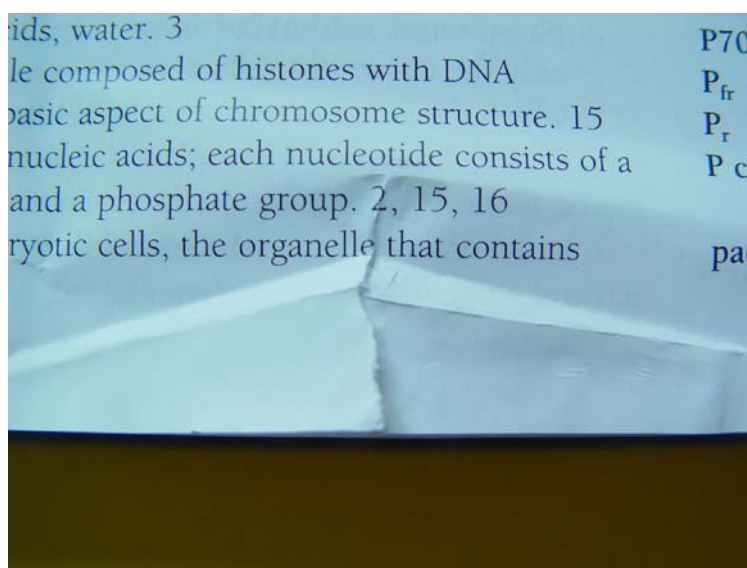 ids, water. 3
le composed of histones with DNA
basic aspect of chromosome structure. 15
nucleic acids; each nucleotide consists of a
and a phosphate group. 2, 15, 16
ryotic cells, the organelle that contains
P70
Pfr
Pr
P c
pa